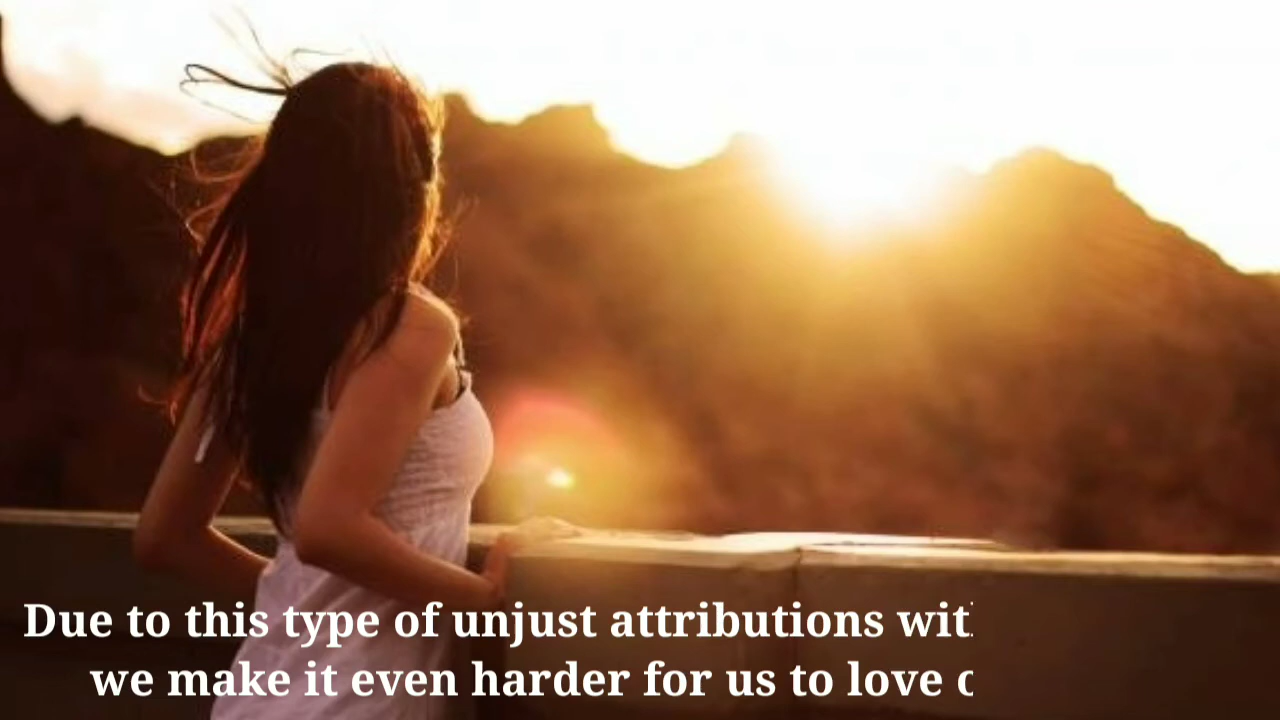 Due to this type of unjust attributions
we make it even harder for us to love